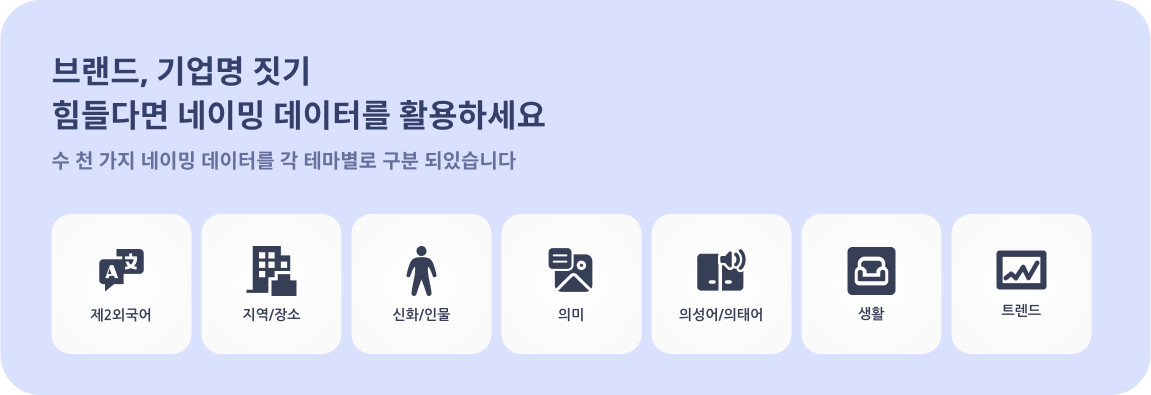 브랜드, 기업명 짓기
힘들다면 네이밍 데이터를 활용하세요
수 천 가지 네이밍 데이터를 각 테마별로 구분 되있습니다
A 文
제2외국어
지역/장소
신화/인물
의미
의성어/의태어
생활
트렌드